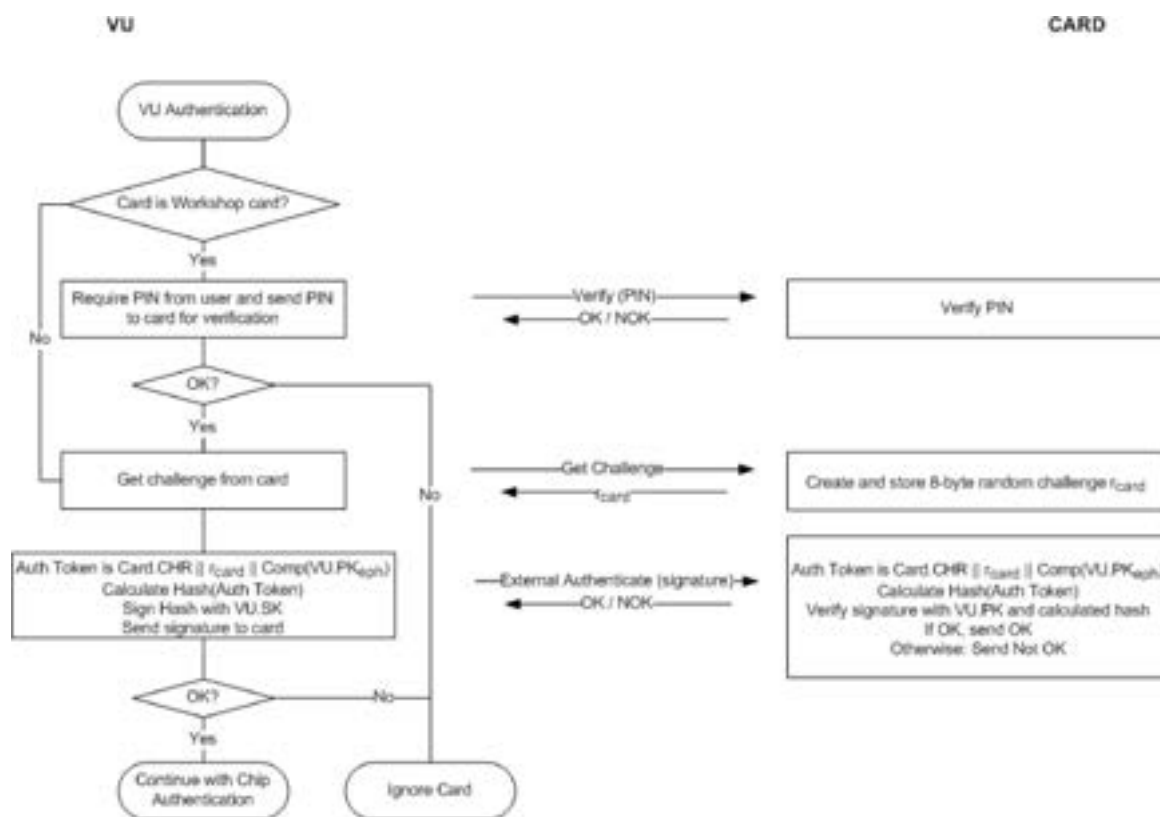 VU
CARD
VU Authentication
Card is Workshop card?
Yes
Require PIN from user and send PIN
to card for verification
Verify (PIN)
OK / NOK
Verify PIN
No
OK?
Yes
Get challenge from card
Get Challenge
rcard
Create and store 8-byte random challenge rcard
No
Auth Token is Card.CHR || rcard || Comp(VU.PKeph)
Calculate Hash(Auth Token)
Sign Hash with VU.SK
Send signature to card
External Authenticate (signature)
OK / NOK
Auth Token is Card.CHR || rcard || Comp(VU.PKeph)
Calculate Hash(Auth Token)
Verify signature with VU.PK and calculated hash
If OK, send OK
Otherwise: Send Not OK
OK?
No
Yes
Continue with Chip
Authentication
Ignore Card